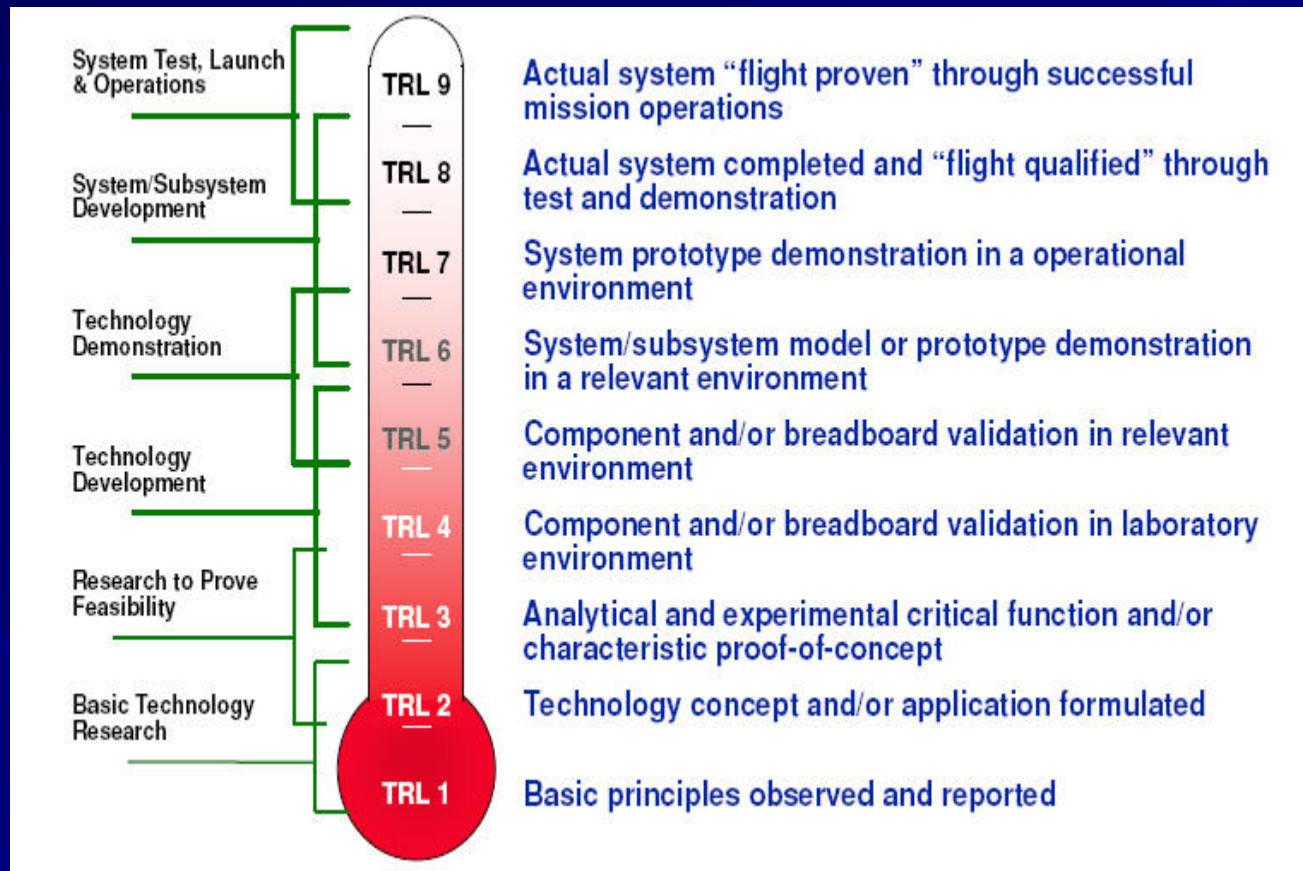 System Test, Launch
& Operations
System/Subsystem
Development
Technology
Demonstration
Technology
Development
Research to Prove
Feasibility
Basic Technology
Research
TRL 9
TRL 8
TRL 7
TRL 6
TRL 5
TRL 4
TRL 3
TRL 2
TRL 1
Actual system “flight proven” through successful
mission operations
Actual system completed and “flight qualified” through
test and demonstration
System prototype demonstration in a operational
environment
System/subsystem model or prototype demonstration
in a relevant environment
Component and/or breadboard validation in relevant
environment
Component and/or breadboard validation in laboratory
environment
Analytical and experimental critical function and/or
characteristic proof-of-concept
Technology concept and/or application formulated
Basic principles observed and reported